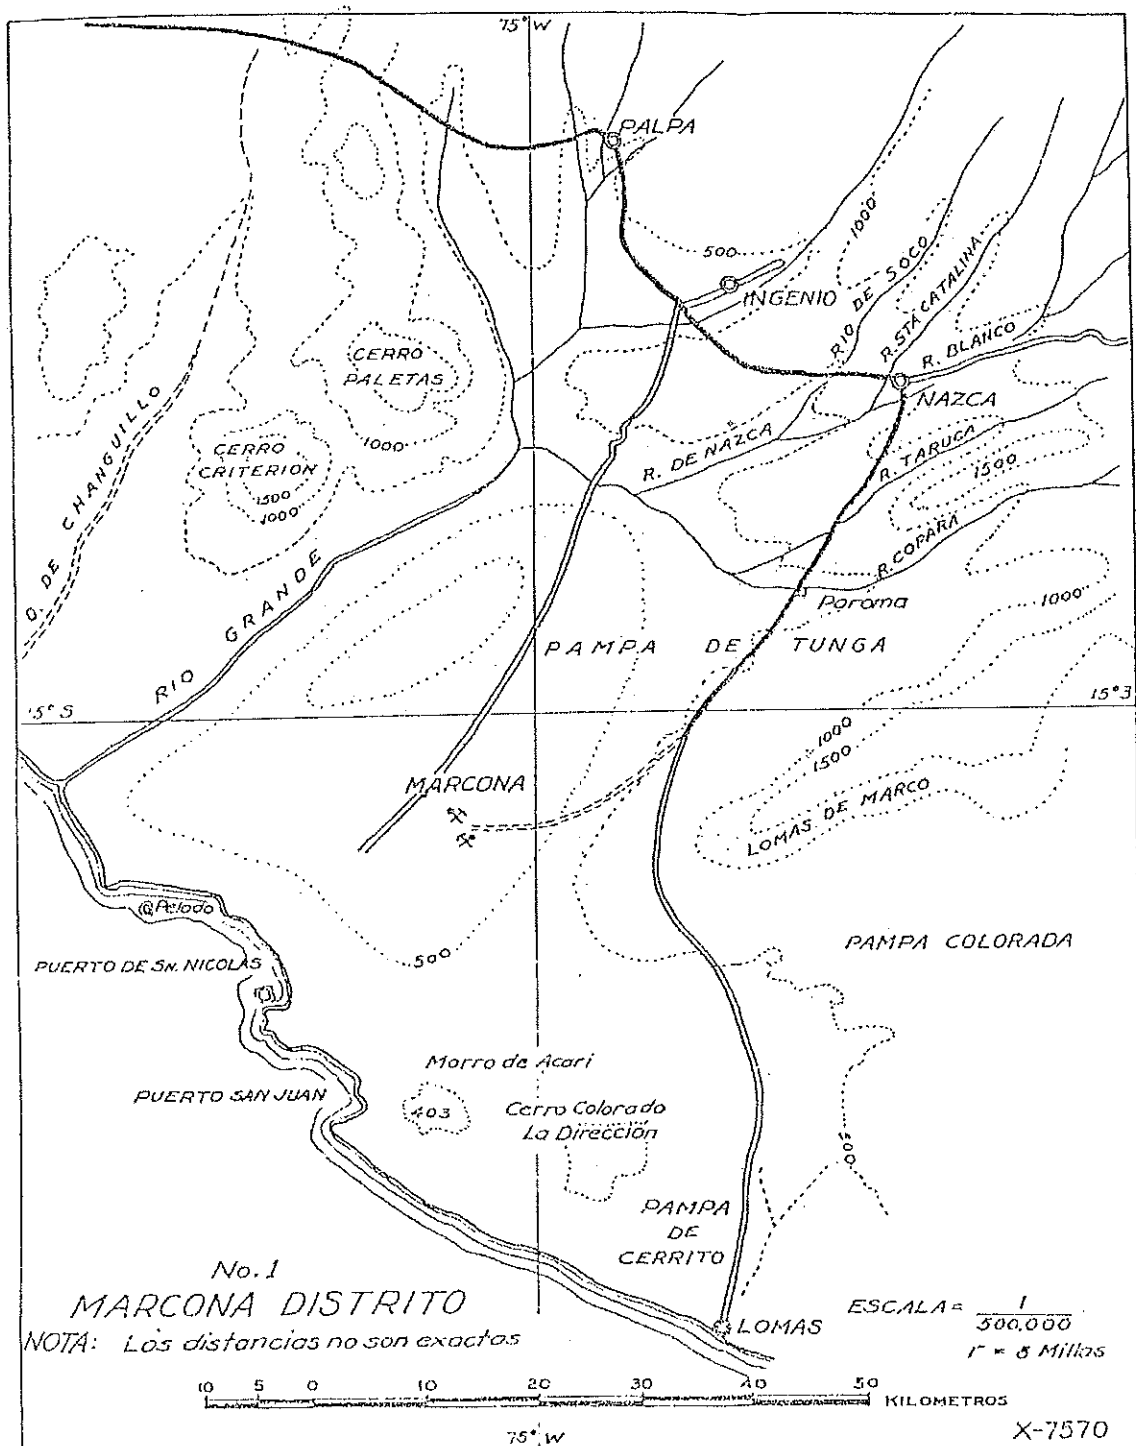 75° W
PALPA
1000
500
INGENIO
RIO DE SOCO
R. STA CATALINA
R. BLANCO
CERRO
PALETAS
NAZCA
1000
CERRO
CRITERION
1500
1000
R. DE NAZCA
R. TARUCA
1500
Q. DE CHANGUILLO
R. COPARA
RIO GRANDE
Poroma
1000
PAMPA DE TUNGA
15° S
15° S
1000
1500
MARCONA
LOMAS DE MARCO
Pelado
PAMPA COLORADA
500
PUERTO DE SN. NICOLAS
Morro de Acari
PUERTO SAN JUAN
403
Cerro Colorado
La Dirección
500
PAMPA
DE
CERRITO
No. 1
MARCONA DISTRITO
NOTA: Las distancias no son exactas
LOMAS
ESCALA = 1/500,000
1" = 8 Millas
10 5 0 10 20 30 40 50 KILOMETROS
75° W
X-7570